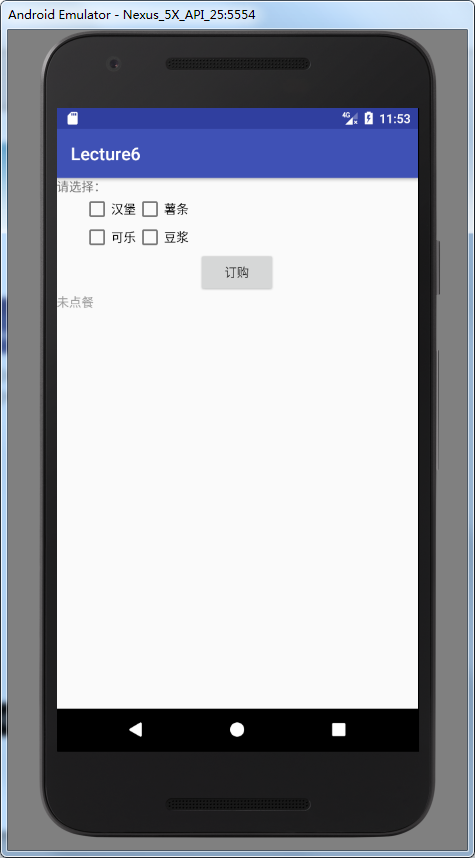 Android Emulator - Nexus_5X_API_25:5554
4G 11:53
Lecture6
请选择：
汉堡 薯条
可乐 豆浆
订购
未点餐